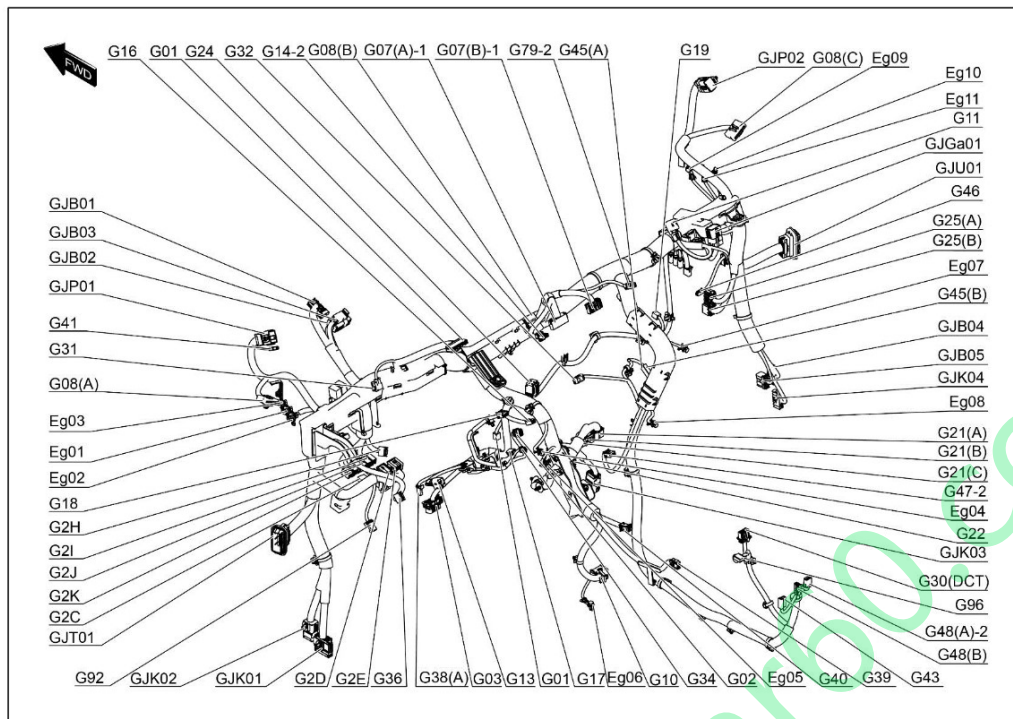 G16 G01 G24 G32 G14-2 G08(B) G07(A)-1 G07(B)-1 G79-2 G45(A) G19 GJP02 G08(C) Eg09
FWD
Eg10
Eg11
G11
GJGa01
GJU01
G46
G25(A)
G25(B)
Eg07
G45(B)
GJB04
GJB05
GJK04
Eg08
G21(A)
G21(B)
G21(C)
G47-2
Eg04
G22
GJK03
G30(DCT)
G96
G48(A)-2
G48(B)
GJB01
GJB03
GJB02
GJP01
G41
G31
G08(A)
Eg03
Eg01
Eg02
G18
G2H
G2I
G2J
G2K
G2C
GJT01
G92 GJK02 GJK01 G2D G2E G36 G38(A) G03 G13 G01 G17 Eg06 G10 G34 G02 Eg05 G40 G39 G43